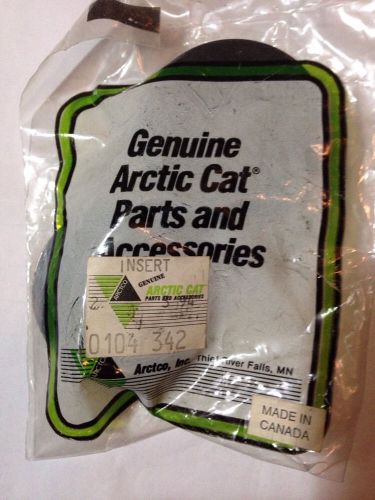 Genuine
Arctic Cat®
Parts and
Accessories
INSERT
ARCTCO
GENUINE
ARCTIC CAT
PARTS AND ACCESSORIES
0104 342
Arctco, Inc.
Thief River Falls, MN
MADE IN
CANADA